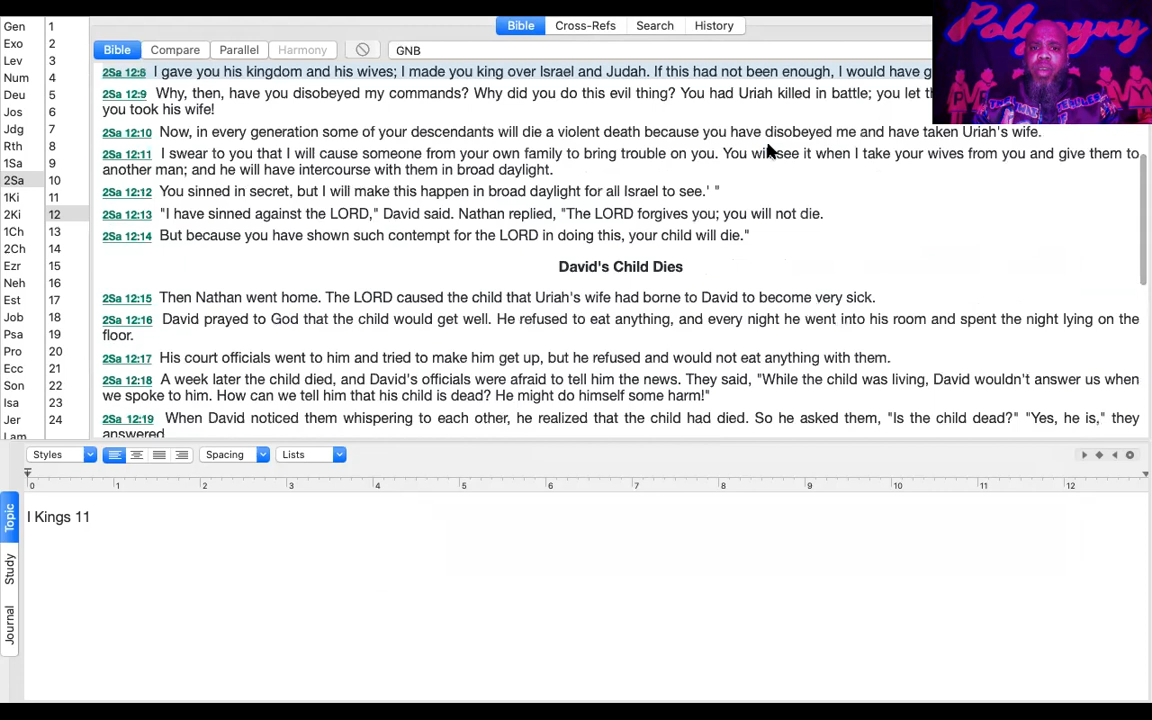 Bible Cross-Refs Search History
Polygyny
Gen 1
Exo 2
Lev 3
Num 4
Deu 5
Jos 6
Jdg 7
Rth 8
1Sa 9
2Sa 10
1Ki 11
2Ki 12
1Ch 13
2Ch 14
Ezr 15
Neh 16
Est 17
Job 18
Psa 19
Pro 20
Ecc 21
Son 22
Isa 23
Jer 24
Lam
Bible Compare Parallel Harmony GNB
2Sa 12:8 I gave you his kingdom and his wives; I made you king over Israel and Judah. If this had not been enough, I would have g
2Sa 12:9 Why, then, have you disobeyed my commands? Why did you do this evil thing? You had Uriah killed in battle; you let th
you took his wife!
2Sa 12:10 Now, in every generation some of your descendants will die a violent death because you have disobeyed me and have taken Uriah's wife.
2Sa 12:11 I swear to you that I will cause someone from your own family to bring trouble on you. You will see it when I take your wives from you and give them to
another man; and he will have intercourse with them in broad daylight.
2Sa 12:12 You sinned in secret, but I will make this happen in broad daylight for all Israel to see.' "
2Sa 12:13 "I have sinned against the LORD," David said. Nathan replied, "The LORD forgives you; you will not die.
2Sa 12:14 But because you have shown such contempt for the LORD in doing this, your child will die."
David's Child Dies
2Sa 12:15 Then Nathan went home. The LORD caused the child that Uriah's wife had borne to David to become very sick.
2Sa 12:16 David prayed to God that the child would get well. He refused to eat anything, and every night he went into his room and spent the night lying on the
floor.
2Sa 12:17 His court officials went to him and tried to make him get up, but he refused and would not eat anything with them.
2Sa 12:18 A week later the child died, and David's officials were afraid to tell him the news. They said, "While the child was living, David wouldn't answer us when
we spoke to him. How can we tell him that his child is dead? He might do himself some harm!"
2Sa 12:19 When David noticed them whispering to each other, he realized that the child had died. So he asked them, "Is the child dead?" "Yes, he is," they
answered
Styles Spacing Lists
0 1 2 3 4 5 6 7 8 9 10 11 12
Topic
Study
Journal
I Kings 11